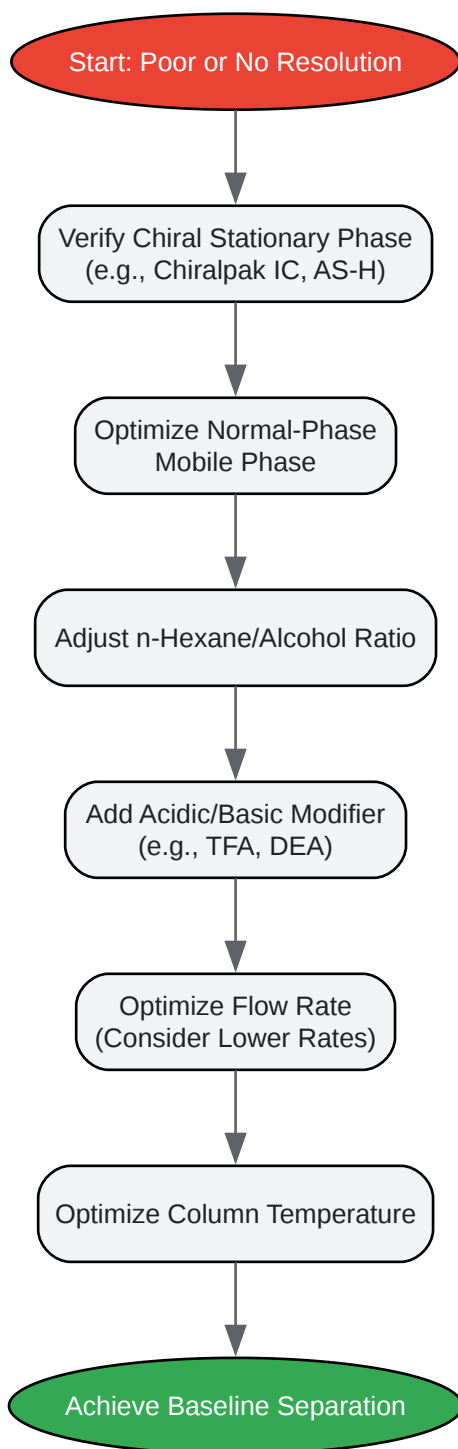 Start: Poor or No Resolution
Verify Chiral Stationary Phase
(e.g., Chiralpak IC, AS-H)
Optimize Normal-Phase
Mobile Phase
Adjust n-Hexane/Alcohol Ratio
Add Acidic/Basic Modifier
(e.g., TFA, DEA)
Optimize Flow Rate
(Consider Lower Rates)
Optimize Column Temperature
Achieve Baseline Separation